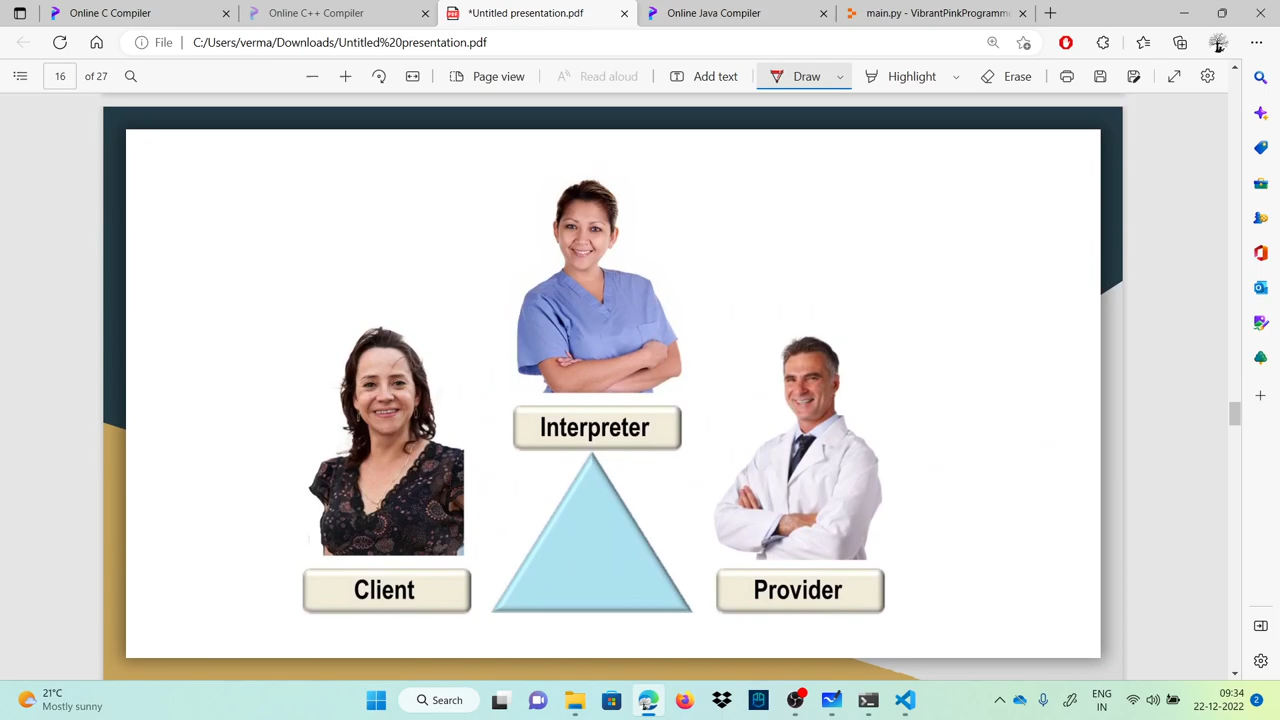 Online C Compiler
Online C++ Compiler
*Untitled presentation.pdf
Online Java Compiler
main.py - VibrantPinkProgramme
File
C:/Users/verma/Downloads/Untitled%20presentation.pdf
16 of 27
Page view
Read aloud
Add text
Draw
Highlight
Erase
Interpreter
Client
Provider
21°C
Mostly sunny
Search
ENG
IN
09:34
22-12-2022
2